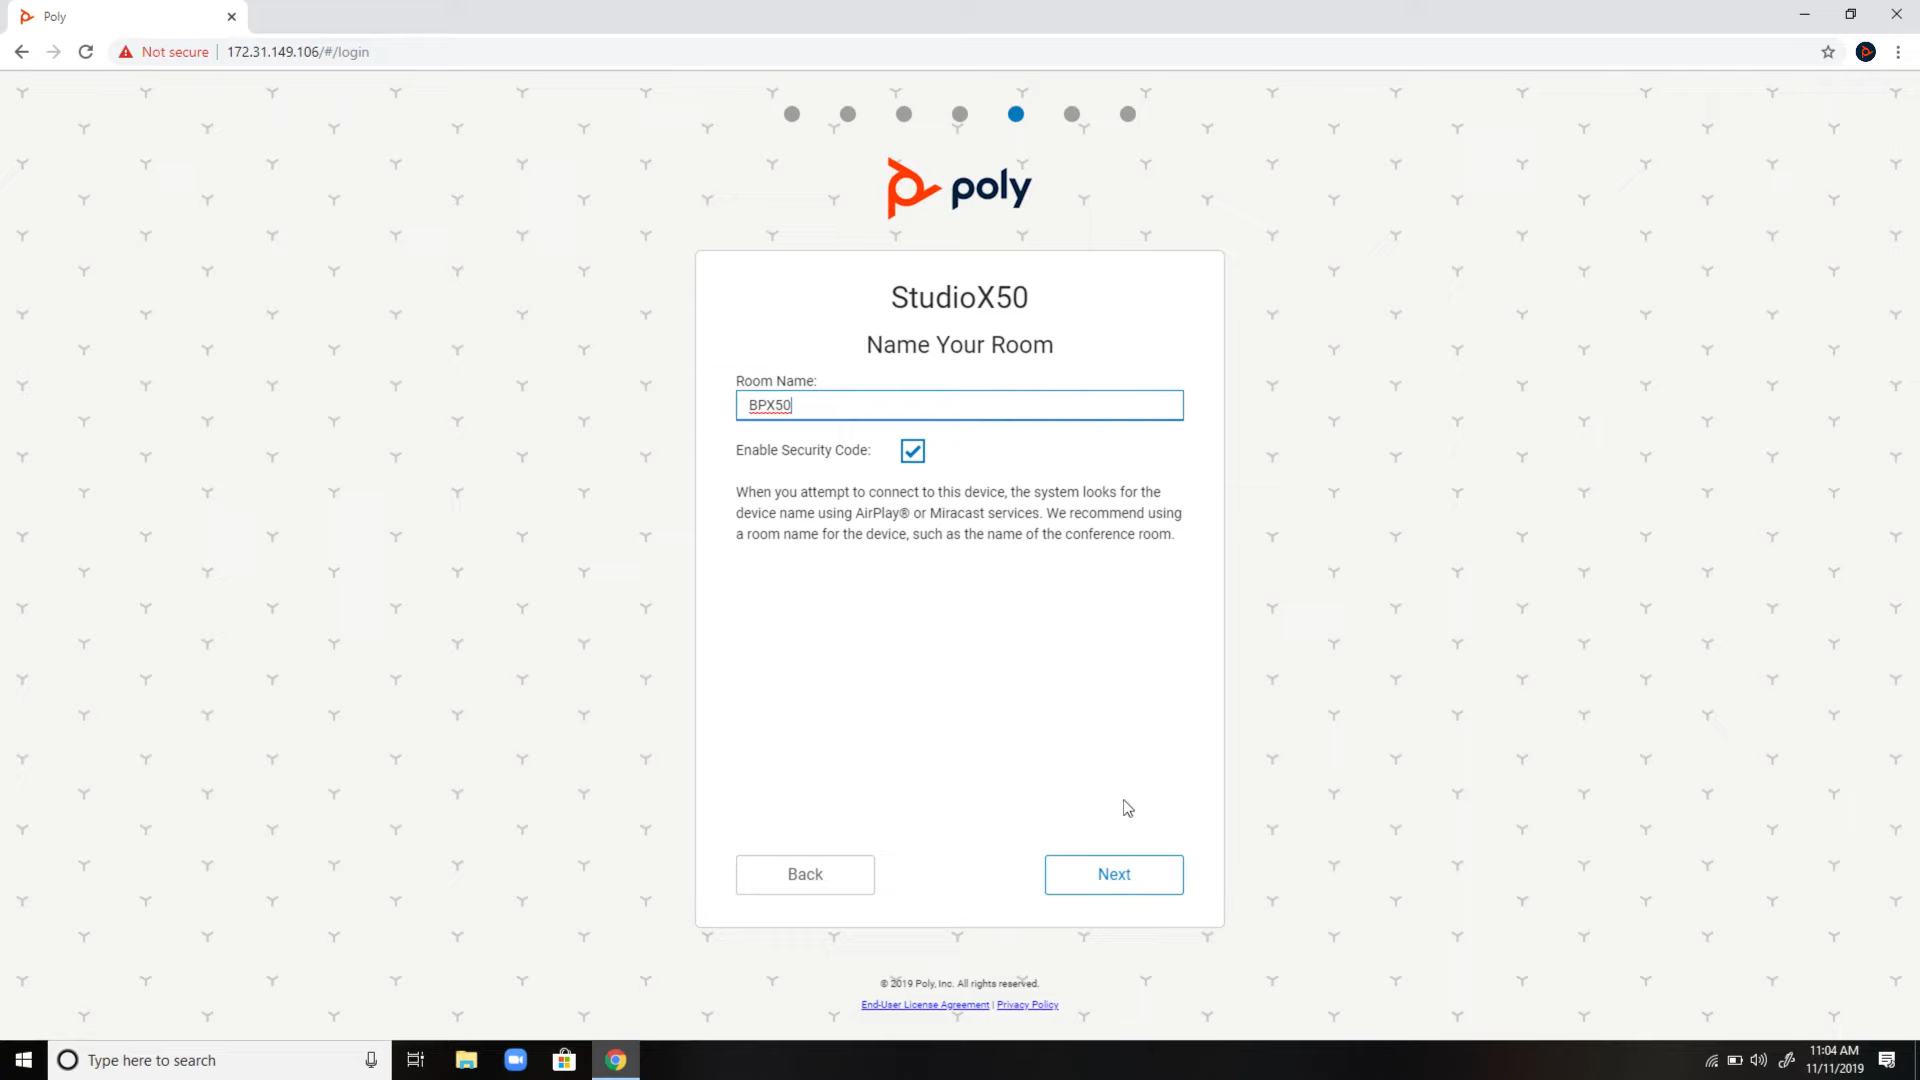 Poly
Not secure
172.31.149.106/#/login
poly
StudioX50
Name Your Room
Room Name:
BPX50
Enable Security Code:
When you attempt to connect to this device, the system looks for the
device name using AirPlay® or Miracast services. We recommend using
a room name for the device, such as the name of the conference room.
Back
Next
© 2019 Poly, Inc. All rights reserved.
End-User License Agreement | Privacy Policy
Type here to search
11:04 AM
11/11/2019